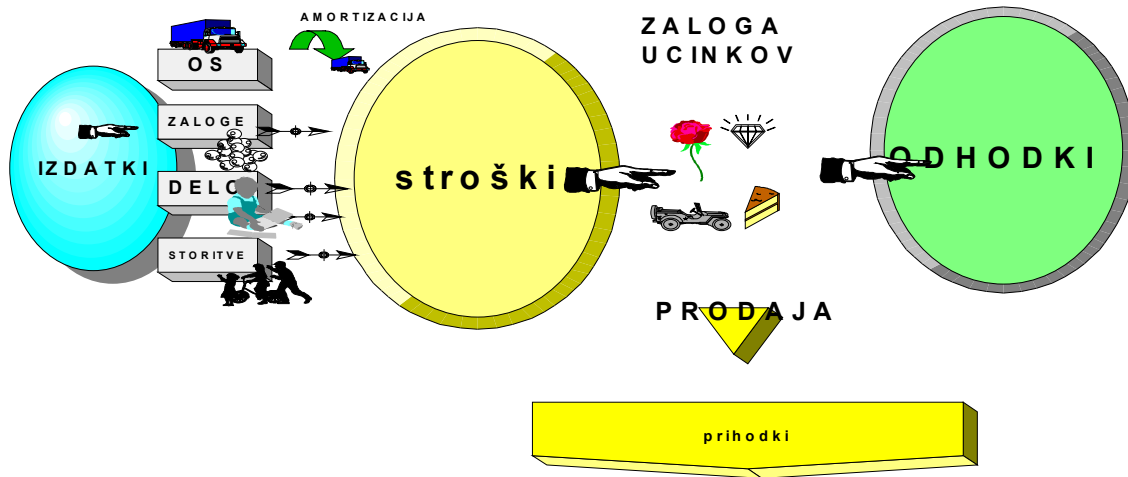 AMORTIZACIJA
ZALOGA
UCINKOV
OS
ZALOGE
IZDATKI
DELO
STORITVE
stroški
ODHODKI
PRODAJA
prihodki